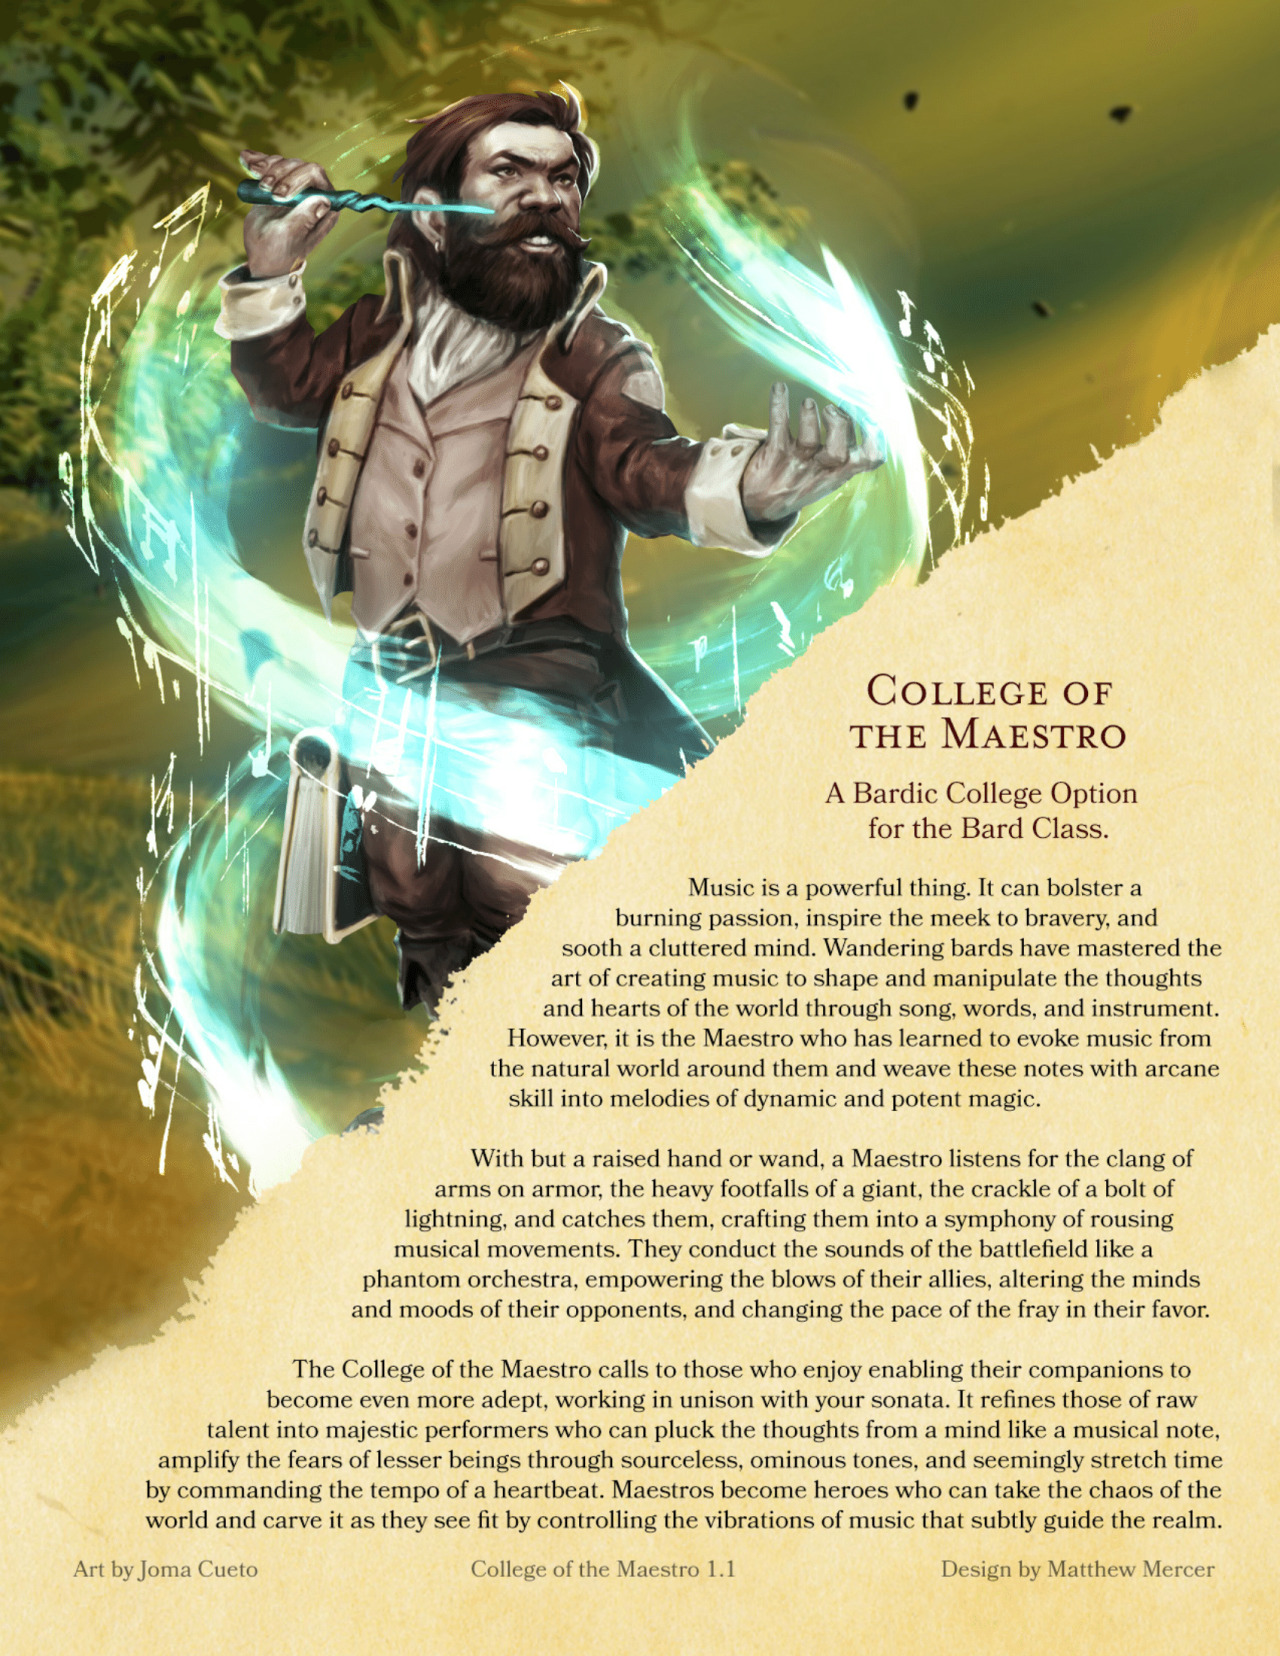 College of
the Maestro
A Bardic College Option
for the Bard Class.
Music is a powerful thing. It can bolster a
burning passion, inspire the meek to bravery, and
sooth a cluttered mind. Wandering bards have mastered the
art of creating music to shape and manipulate the thoughts
and hearts of the world through song, words, and instrument.
However, it is the Maestro who has learned to evoke music from
the natural world around them and weave these notes with arcane
skill into melodies of dynamic and potent magic.
With but a raised hand or wand, a Maestro listens for the clang of
arms on armor, the heavy footfalls of a giant, the crackle of a bolt of
lightning, and catches them, crafting them into a symphony of rousing
musical movements. They conduct the sounds of the battlefield like a
phantom orchestra, empowering the blows of their allies, altering the minds
and moods of their opponents, and changing the pace of the fray in their favor.
The College of the Maestro calls to those who enjoy enabling their companions to
become even more adept, working in unison with your sonata. It refines those of raw
talent into majestic performers who can pluck the thoughts from a mind like a musical note,
amplify the fears of lesser beings through sourceless, ominous tones, and seemingly stretch time
by commanding the tempo of a heartbeat. Maestros become heroes who can take the chaos of the
world and carve it as they see fit by controlling the vibrations of music that subtly guide the realm.
Art by Joma Cueto
College of the Maestro 1.1
Design by Matthew Mercer